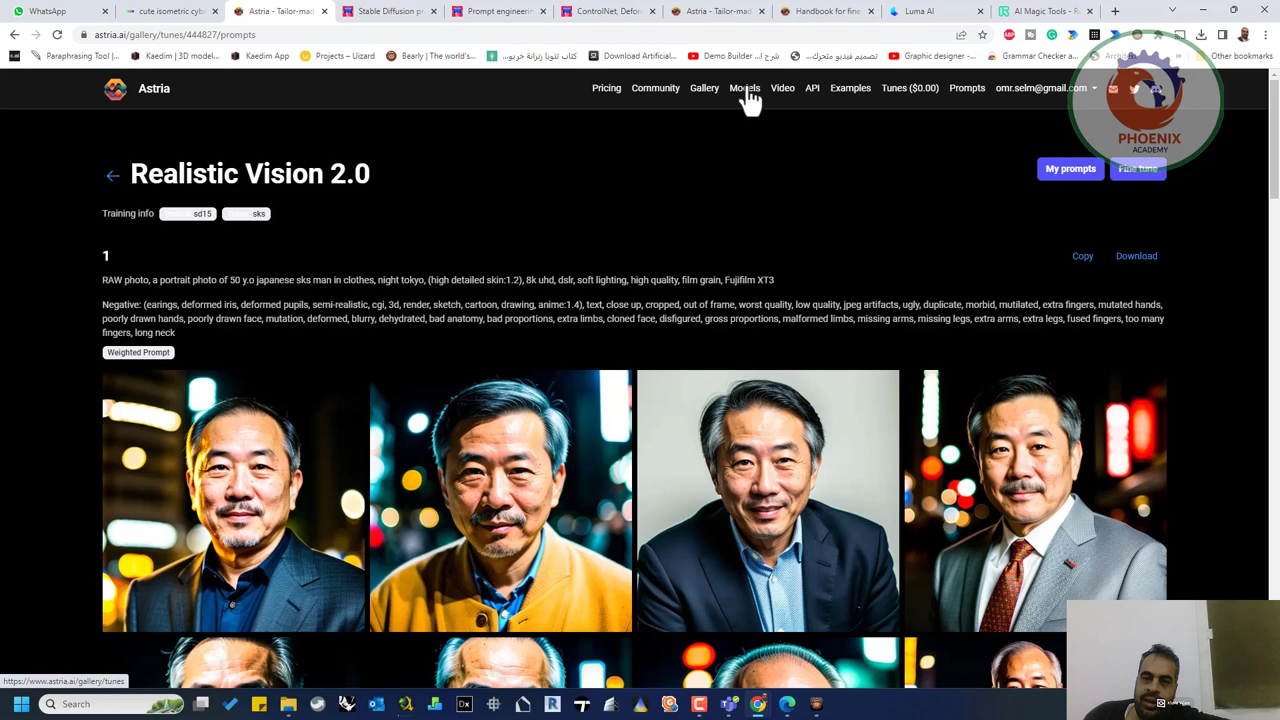 WhatsApp
cute isometric cyb
Astria - Tailor-mad
Stable Diffusion p
Prompt engineerin
ControlNet, Defor
Astria - Tailor-ma
Handbook for fine
Luma AI
AI Magic Tools - R
astria.ai/gallery/tunes/444827/prompts
Paraphrasing Tool |
Kaedim | 3D model
Kaedim App
Projects – Uizard
Bearly | The world's...
Download Artificial...
Demo Builder |
تصميم فيديو تصوير
Graphic designer -
Grammar Checker a
Other bookmarks
Astria
Pricing
Community
Gallery
Models
Video
API
Examples
Tunes ($0.00)
Prompts
omr.selm@gmail.com
PHOENIX
ACADEMY
Realistic Vision 2.0
My prompts
Fine tune
Training info
sd15
sks
1
Copy
Download
RAW photo, a portrait photo of 50 y.o japanese sks man in clothes, night tokyo, (high detailed skin:1.2), 8k uhd, dslr, soft lighting, high quality, film grain, Fujifilm XT3
Negative: (earings, deformed iris, deformed pupils, semi-realistic, cgi, 3d, render, sketch, cartoon, drawing, anime:1.4), text, close up, cropped, out of frame, worst quality, low quality, jpeg artifacts, ugly, duplicate, morbid, mutilated, extra fingers, mutated hands,
poorly drawn hands, poorly drawn face, mutation, deformed, blurry, dehydrated, bad anatomy, bad proportions, extra limbs, cloned face, disfigured, gross proportions, malformed limbs, missing arms, missing legs, extra arms, extra legs, fused fingers, too many
fingers, long neck
Weighted Prompt
https://www.astria.ai/gallery/tunes
Search